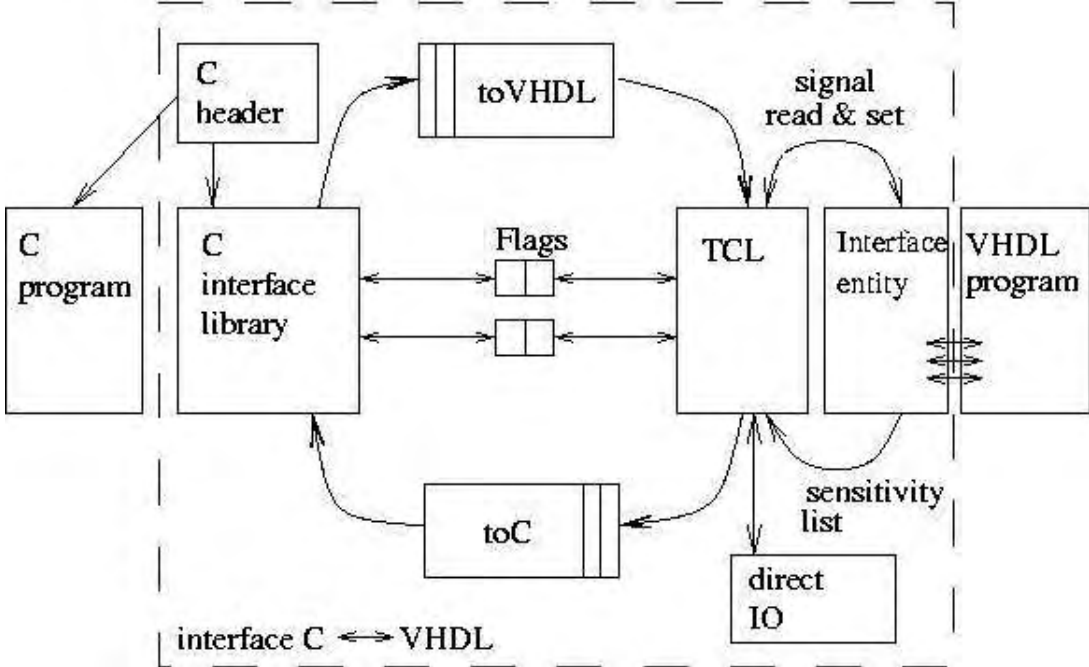 C
header
toVHDL
signal
read & set
C
program
C
interface
library
Flags
TCL
Interface
entity
VHDL
program
toC
sensitivity
list
direct
IO
interface C VHDL